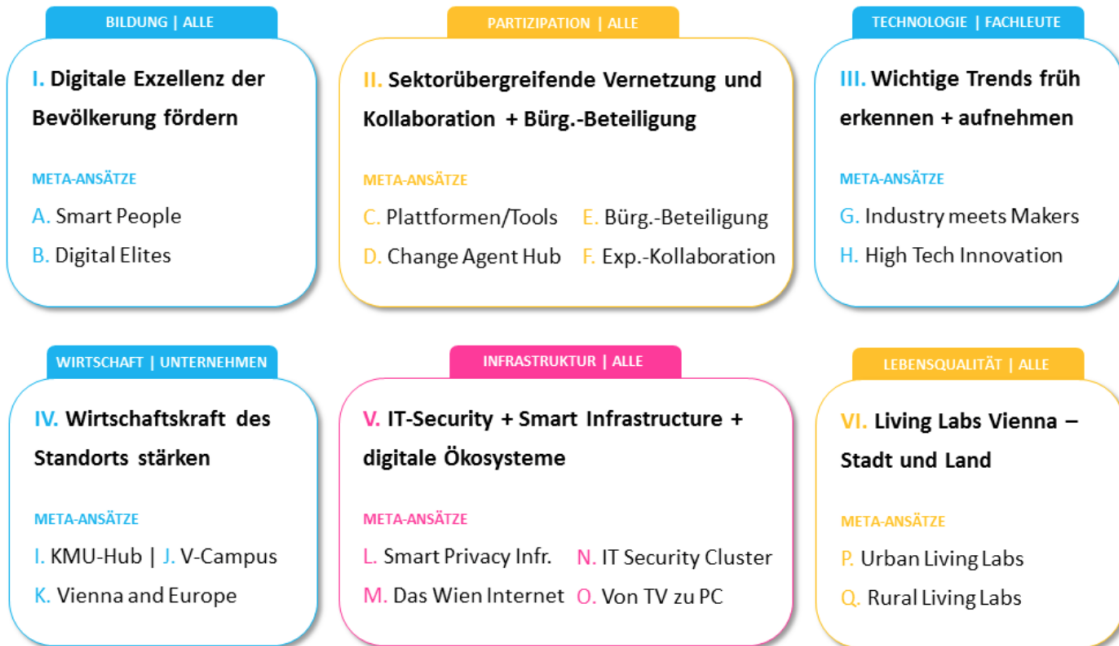 BILDUNG | ALLE
I. Digitale Exzellenz der
Bevölkerung fördern
META-ANSÄTZE
A. Smart People
B. Digital Elites
PARTIZIPATION | ALLE
II. Sektorübergreifende Vernetzung und
Kollaboration + Bürg.-Beteiligung
META-ANSÄTZE
C. Plattformen/Tools E. Bürg.-Beteiligung
D. Change Agent Hub F. Exp.-Kollaboration
TECHNOLOGIE | FACHLEUTE
III. Wichtige Trends früh
erkennen + aufnehmen
META-ANSÄTZE
G. Industry meets Makers
H. High Tech Innovation
WIRTSCHAFT | UNTERNEHMEN
IV. Wirtschaftskraft des
Standorts stärken
META-ANSÄTZE
I. KMU-Hub | J. V-Campus
K. Vienna and Europe
INFRASTRUKTUR | ALLE
V. IT-Security + Smart Infrastructure +
digitale Ökosysteme
META-ANSÄTZE
L. Smart Privacy Infr. N. IT Security Cluster
M. Das Wien Internet O. Von TV zu PC
LEBENSQUALITÄT | ALLE
VI. Living Labs Vienna –
Stadt und Land
META-ANSÄTZE
P. Urban Living Labs
Q. Rural Living Labs